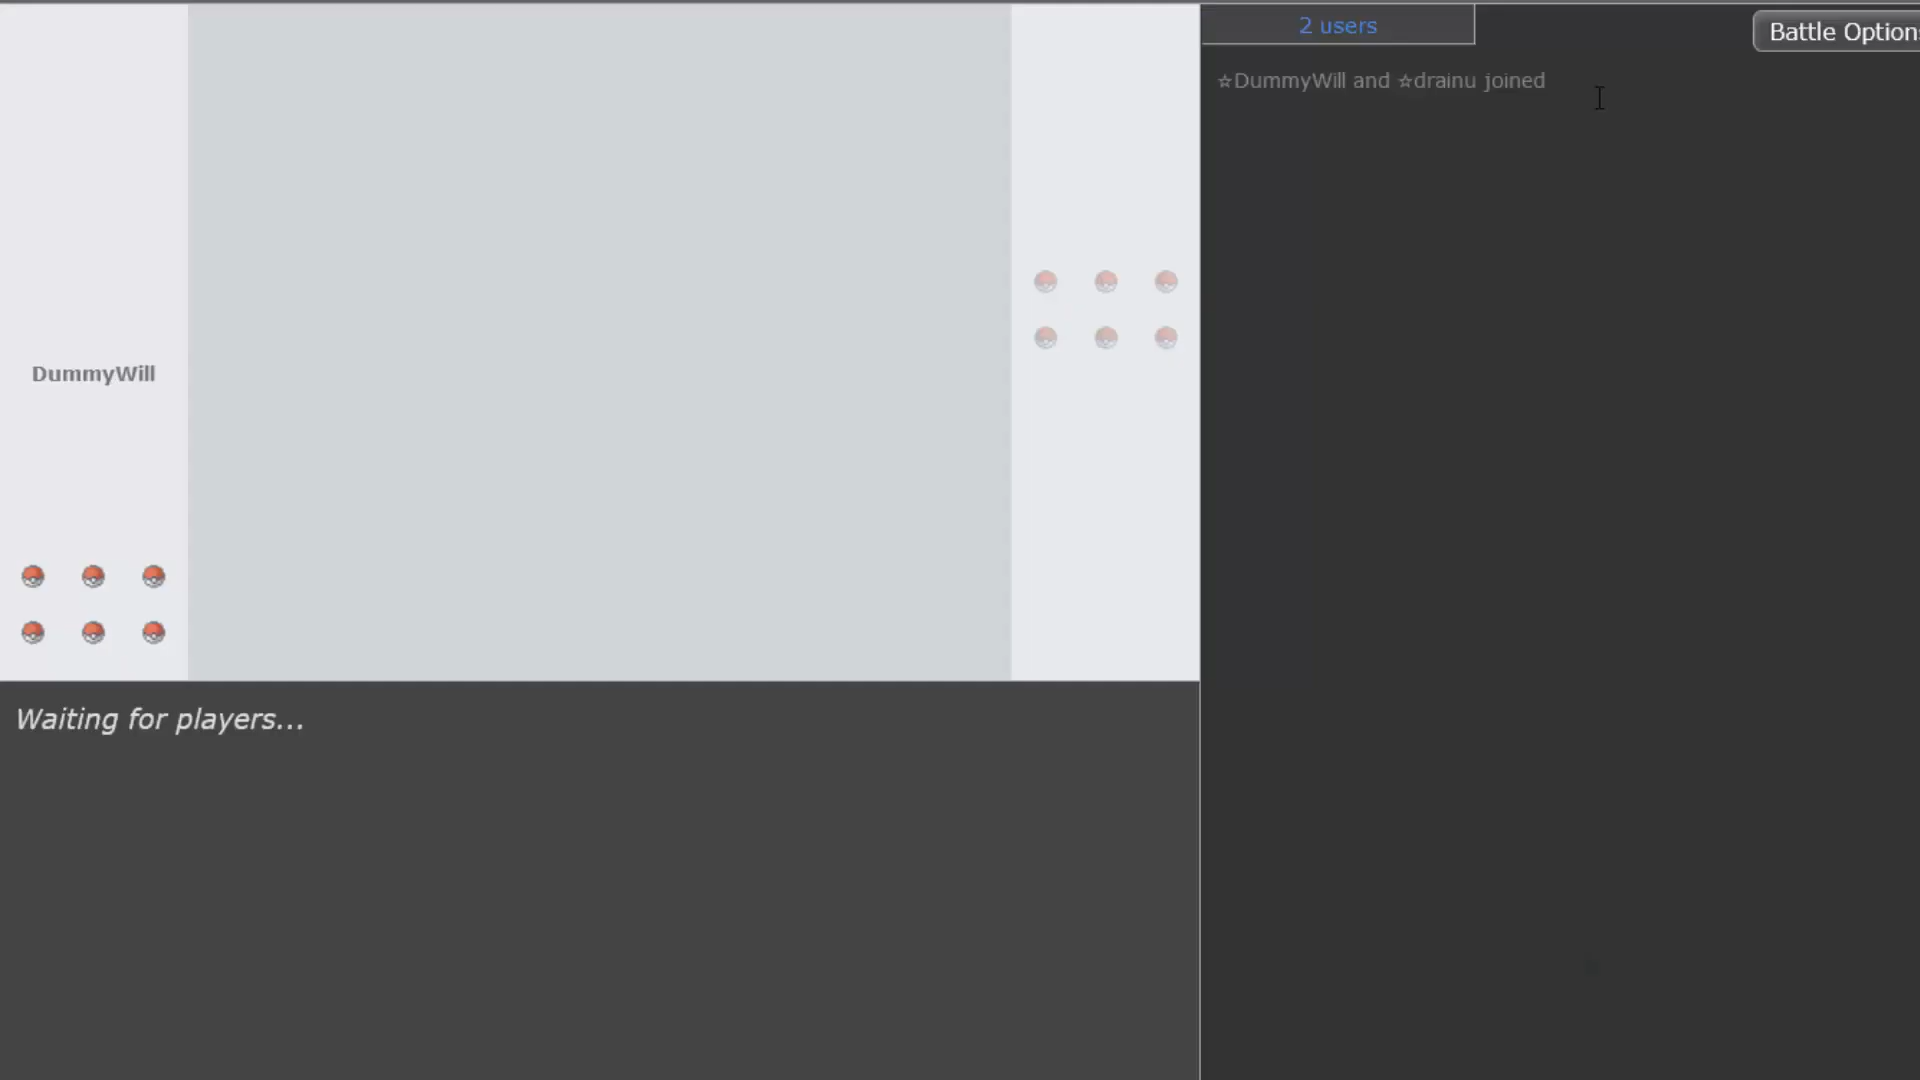 2 users
Battle Option
☆DummyWill and ☆drainu joined
DummyWill
Waiting for players...